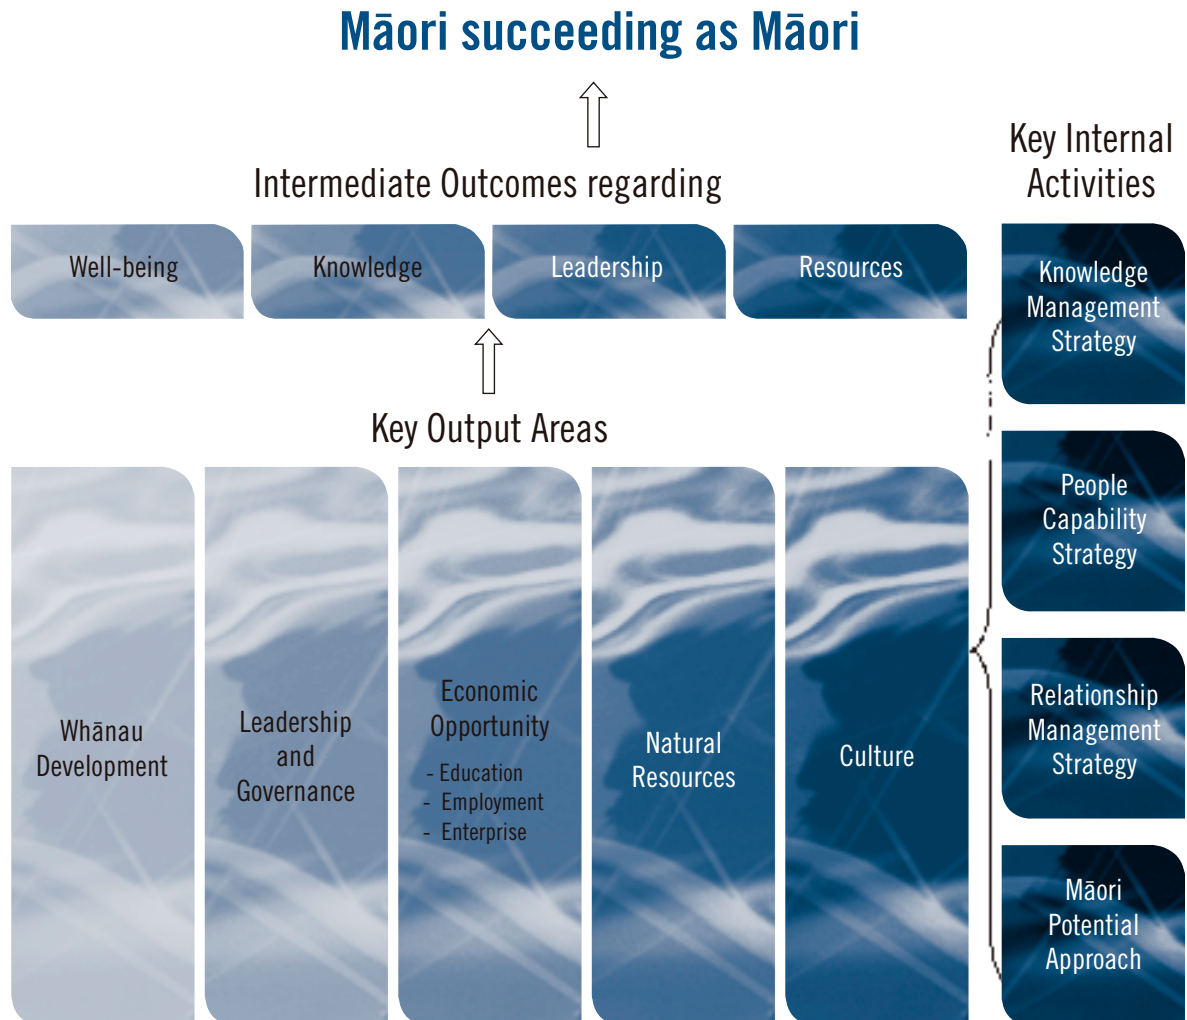 Māori succeeding as Māori
Intermediate Outcomes regarding
Well-being
Knowledge
Leadership
Resources
Key Output Areas
Whānau
Development
Leadership
and
Governance
Economic
Opportunity
- Education
- Employment
- Enterprise
Natural
Resources
Culture
Key Internal
Activities
Knowledge
Management
Strategy
People
Capability
Strategy
Relationship
Management
Strategy
Māori
Potential
Approach